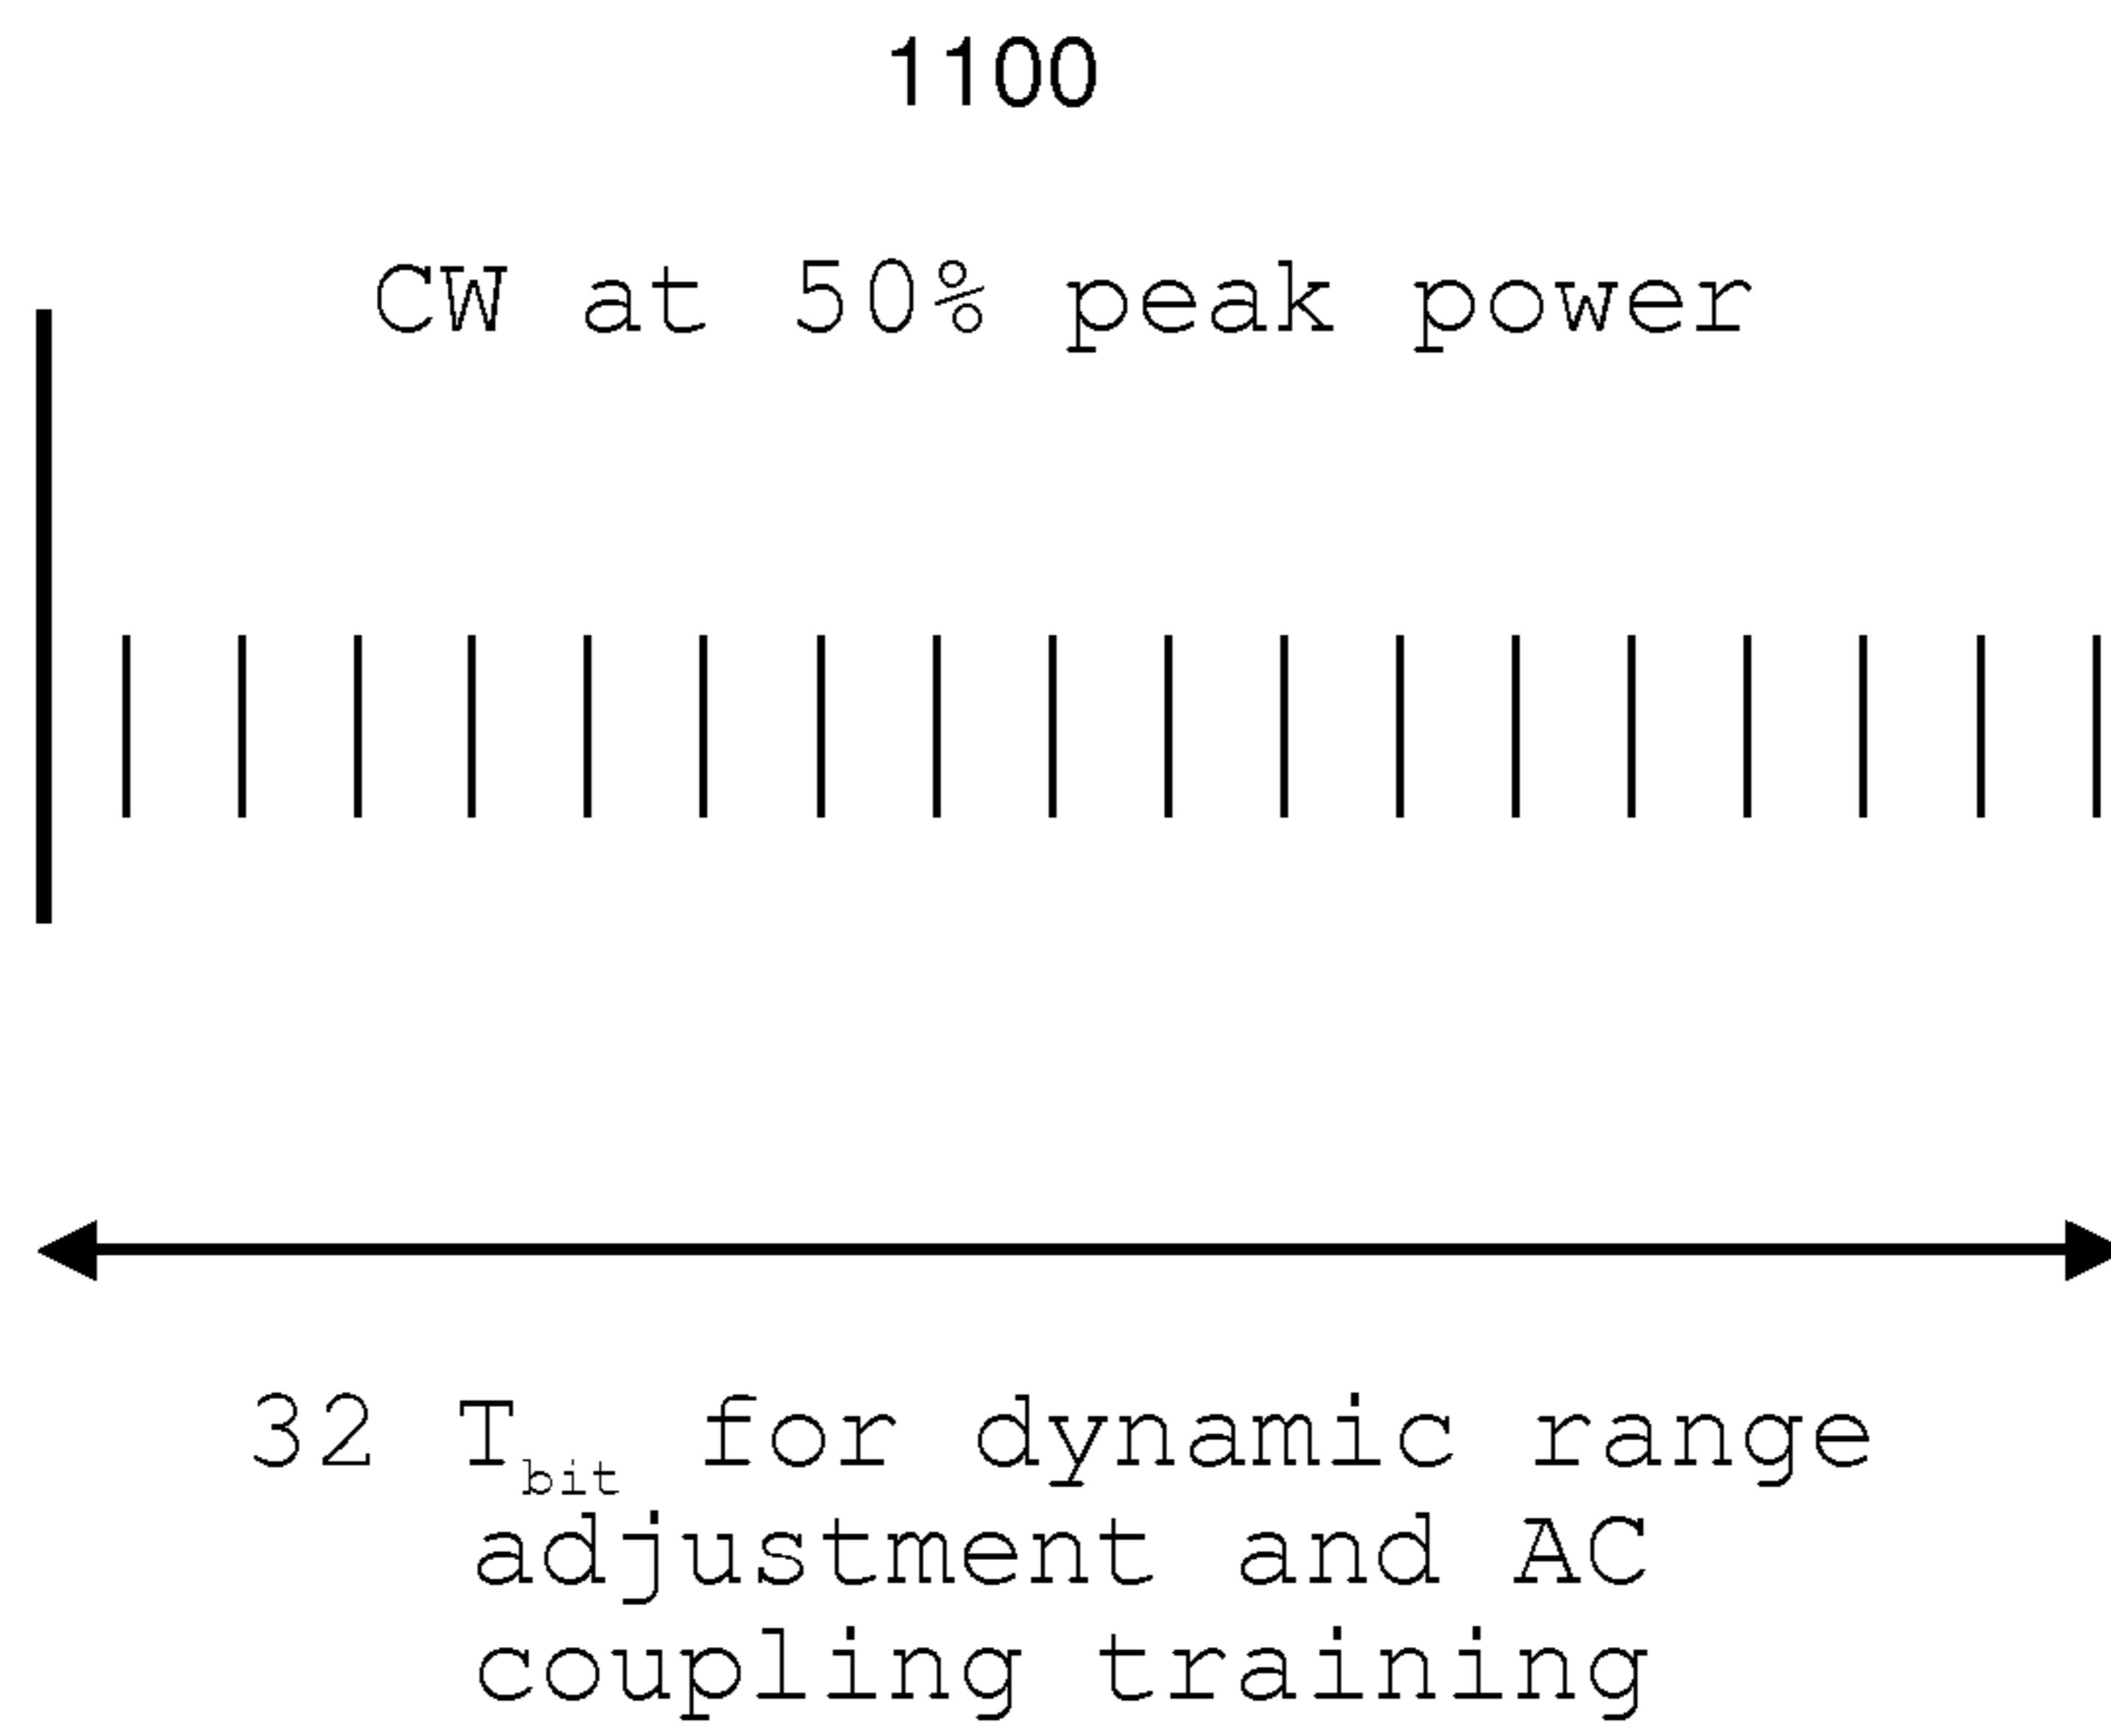 1100
CW at 50% peak power
32 Tbit for dynamic range
adjustment and AC
coupling training